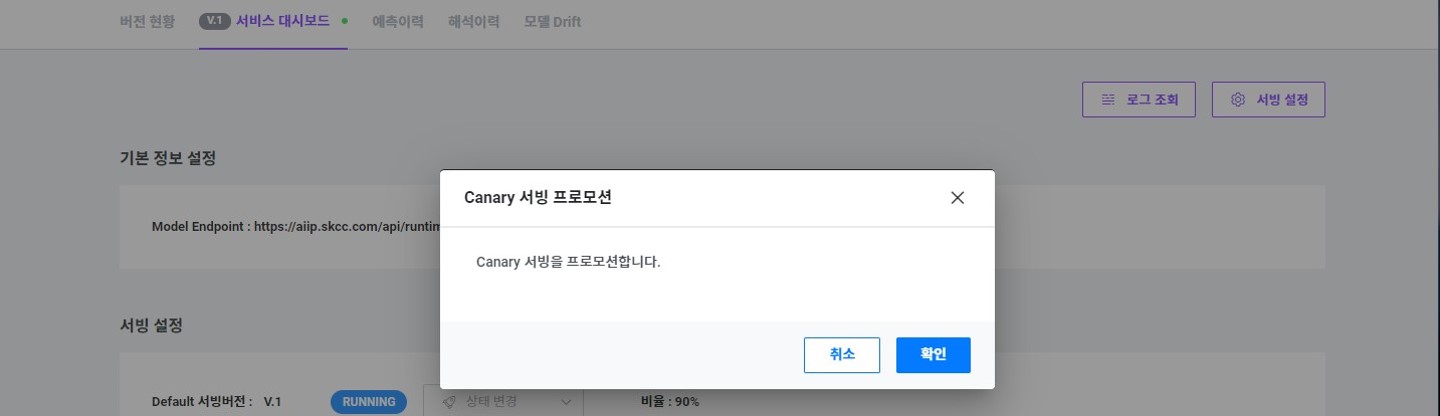 버전 현황 V.1 서비스 대시보드 예측이력 해석이력 모델 Drift
로그 조회 서빙 설정
기본 정보 설정
Canary 서빙 프로모션
Model Endpoint : https://aiip.skcc.com/api/runtim
Canary 서빙을 프로모션합니다.
서빙 설정
취소 확인
Default 서빙버전 : V.1 RUNNING 상태 변경 비율 : 90%